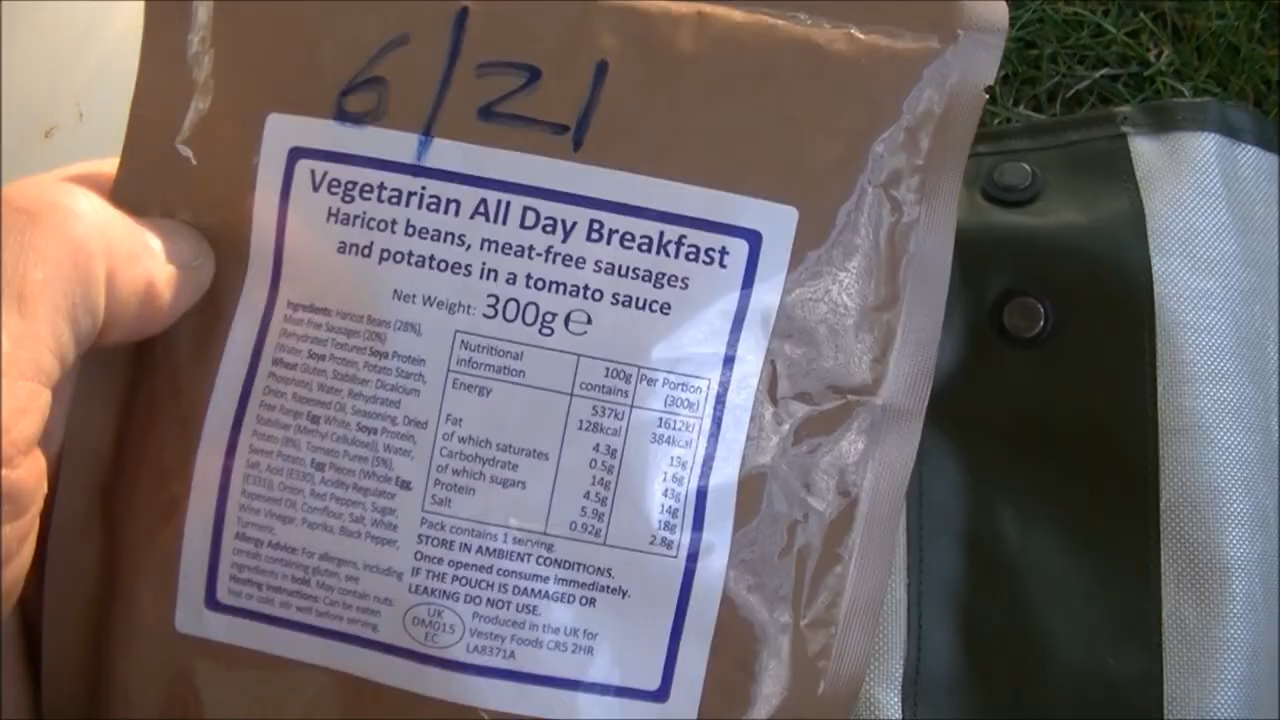 6/21
Vegetarian All Day Breakfast
Haricot beans, meat-free sausages
and potatoes in a tomato sauce
Net Weight: 300g ℮
Ingredients: Haricot Beans (28%),
Meat-free Sausages (20%)
(Rehydrated Textured Soya Protein
(Water, Soya Protein, Potato Starch,
Wheat Gluten, Stabiliser: Dicalcium
Phosphate), Water, Rehydrated
Onion, Rapeseed Oil, Seasoning, Dried
Free Range Egg White, Soya Protein,
Stabiliser (Methyl Cellulose)), Water,
Potato (8%), Tomato Puree (5%),
Sweet Potato, Egg Pieces (Whole Egg,
Salt, Acid (E330), Acidity Regulator
(E331)), Onion, Red Peppers, Sugar,
Rapeseed Oil, Cornflour, Salt, White
Wine Vinegar, Paprika, Black Pepper,
Turmeric.
Allergy Advice: For allergens, including
cereals containing gluten, see
ingredients in bold. May contain nuts.
Heating Instructions: Can be eaten
hot or cold, stir well before serving.
Nutritional information 100g contains Per Portion (300g)
Energy 537kJ 1612kJ
128kcal 384kcal
Fat 4.3g 13g
of which saturates 0.5g 1.6g
Carbohydrate 14g 43g
of which sugars 4.5g 14g
Protein 5.9g 18g
Salt 0.92g 2.8g
Pack contains 1 serving.
STORE IN AMBIENT CONDITIONS.
Once opened consume immediately.
IF THE POUCH IS DAMAGED OR
LEAKING DO NOT USE.
UK
DM015
EC
Produced in the UK for
Vestey Foods CR5 2HR
LA8371A